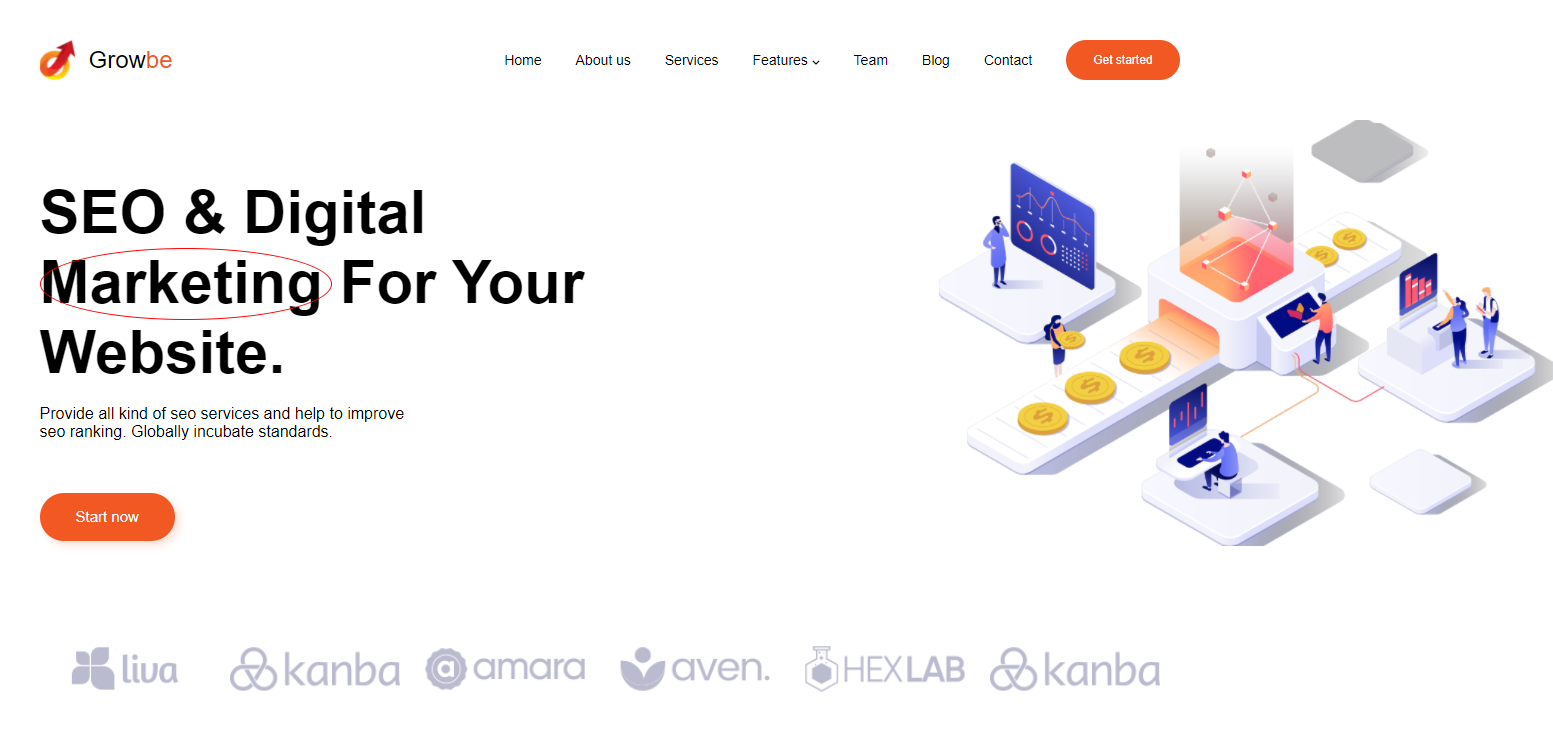 Growbe
Home About us Services Features Team Blog Contact Get started
SEO & Digital
Marketing For Your
Website.
Provide all kind of seo services and help to improve
seo ranking. Globally incubate standards.
Start now
liva kanba amara aven. HEXLAB kanba